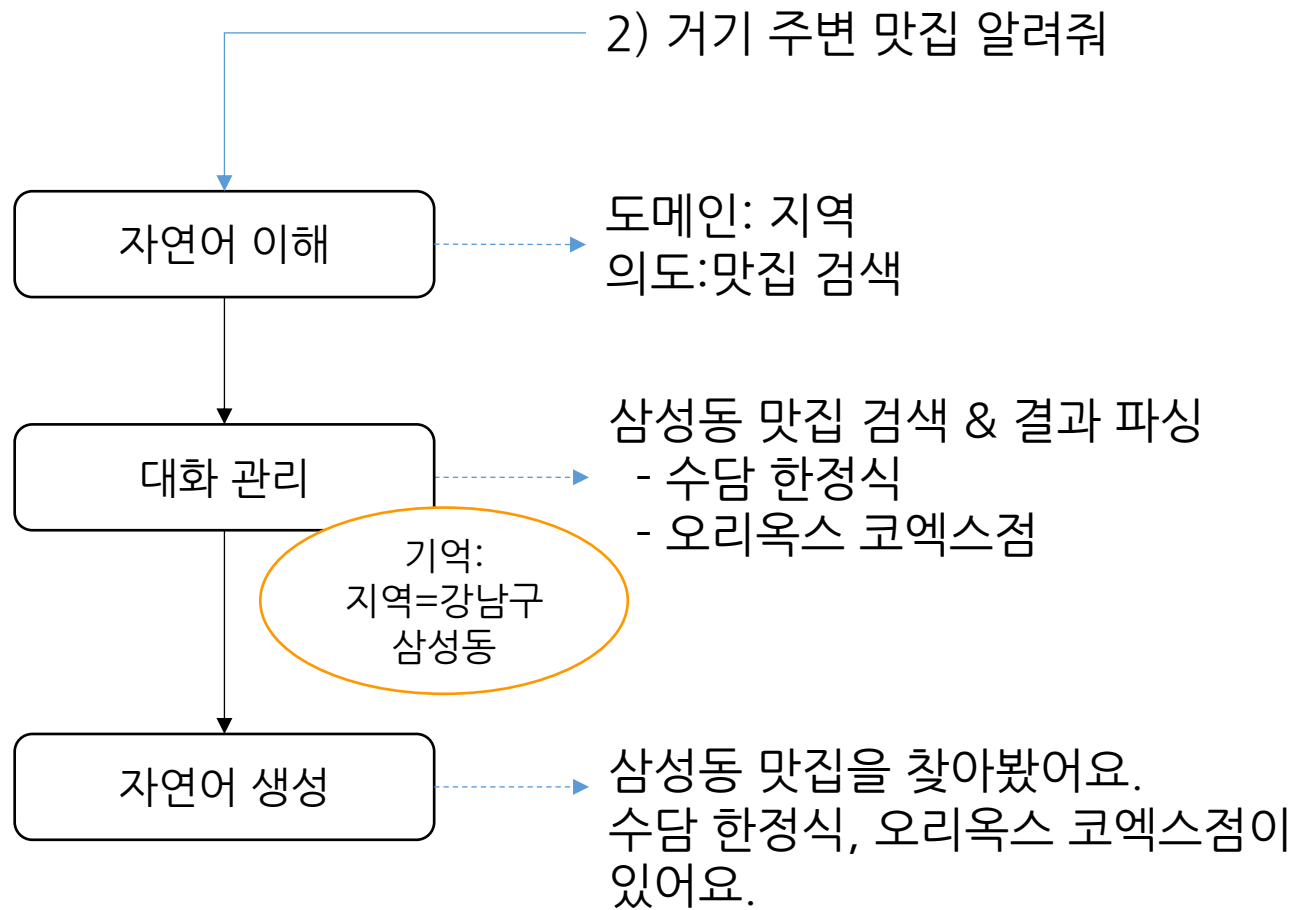 2) 거기 주변 맛집 알려줘
자연어 이해
도메인: 지역
의도:맛집 검색
대화 관리
삼성동 맛집 검색 & 결과 파싱
- 수담 한정식
- 오리옥스 코엑스점
기억:
지역=강남구
삼성동
자연어 생성
삼성동 맛집을 찾아봤어요.
수담 한정식, 오리옥스 코엑스점이
있어요.